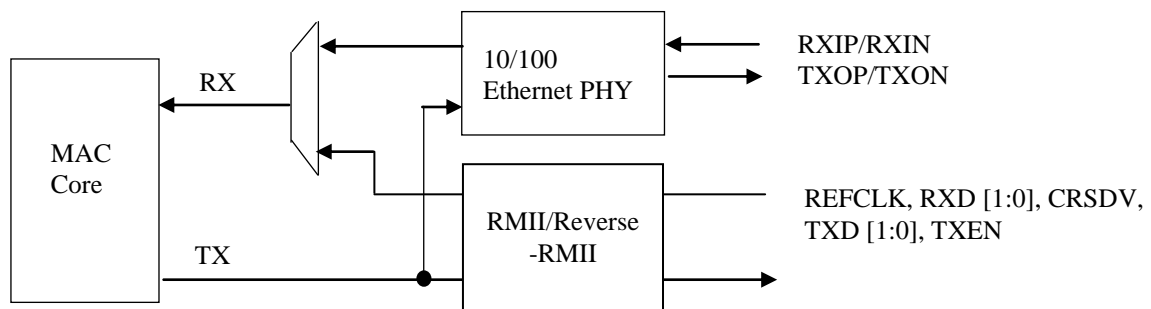 RXIP/RXIN
10/100
TXOP/TXON
RX
Ethernet PHY
MAC
Core
REFCLK, RXD [1:0], CRSDV,
RMII/Reverse
TXD [1:0], TXEN
-RMII
TX